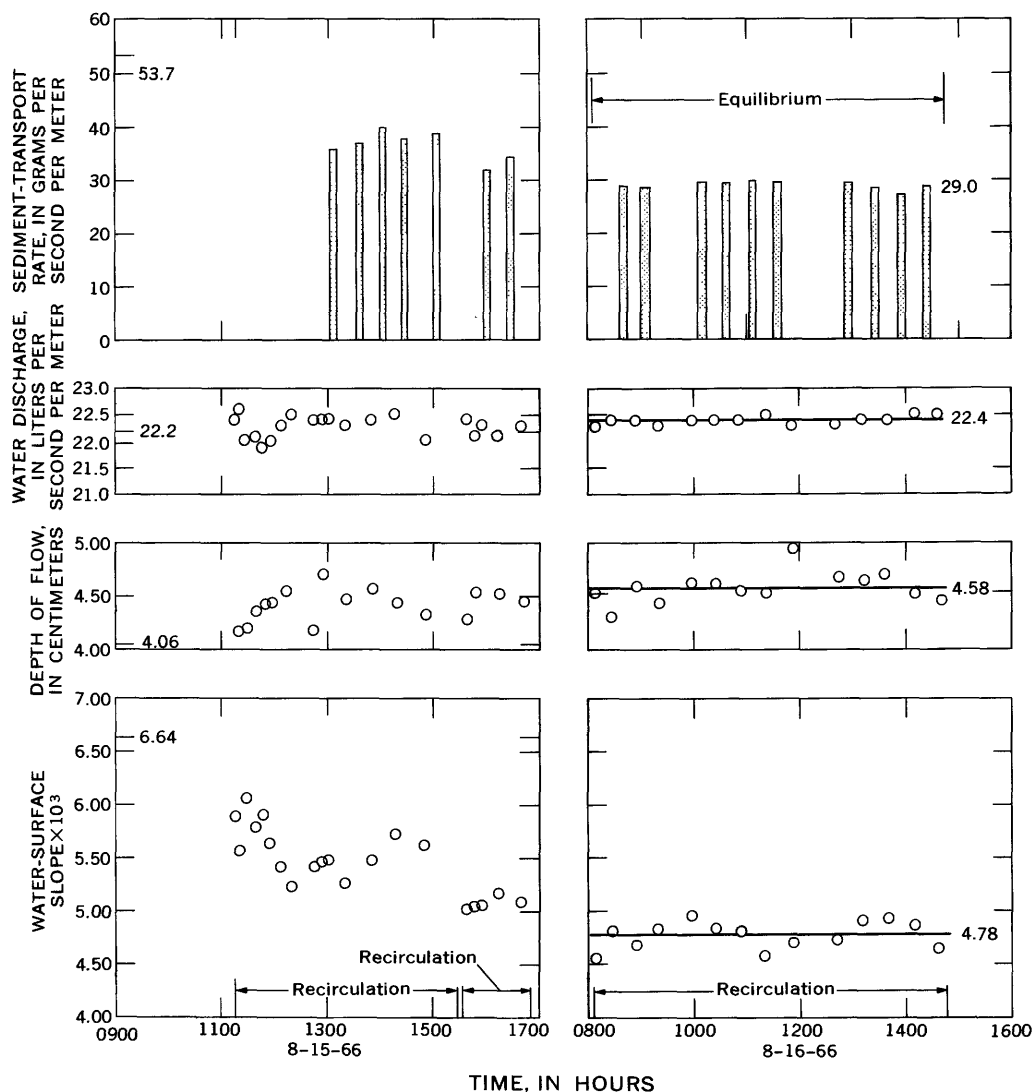 SEDIMENT-TRANSPORT
RATE, IN GRAMS PER
SECOND PER METER
60
50
40
30
20
10
0
53.7
Equilibrium
29.0
WATER DISCHARGE,
IN LITERS PER
SECOND PER METER
23.0
22.5
22.0
21.5
21.0
22.2
22.4
DEPTH OF FLOW,
IN CENTIMETERS
5.00
4.50
4.00
4.06
4.58
WATER-SURFACE
SLOPE×10³
7.00
6.50
6.00
5.50
5.00
4.50
4.00
6.64
4.78
Recirculation
Recirculation
Recirculation
0900 1100 1300 1500 1700
8-15-66
0800 1000 1200 1400 1600
8-16-66
TIME, IN HOURS